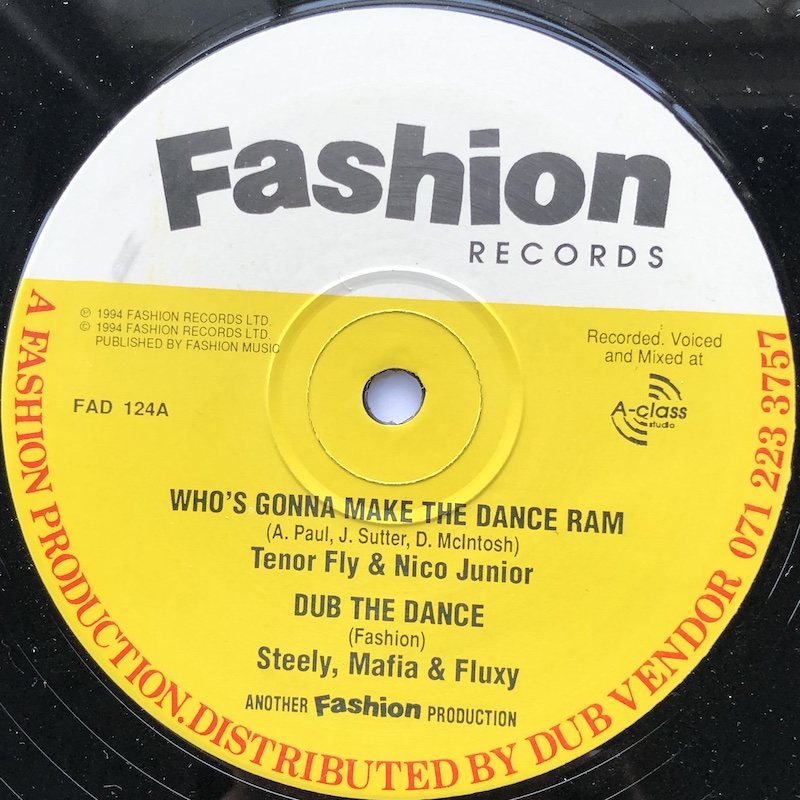 Fashion
RECORDS
℗ 1994 FASHION RECORDS LTD.
© 1994 FASHION RECORDS LTD.
PUBLISHED BY FASHION MUSIC
Recorded. Voiced
and Mixed at
A-class
studio
FAD 124A
WHO'S GONNA MAKE THE DANCE RAM
(A. Paul, J. Sutter, D. McIntosh)
Tenor Fly & Nico Junior
DUB THE DANCE
(Fashion)
Steely, Mafia & Fluxy
ANOTHER Fashion PRODUCTION
A FASHION PRODUCTION.DISTRIBUTED BY DUB VENDOR 071 223 3757